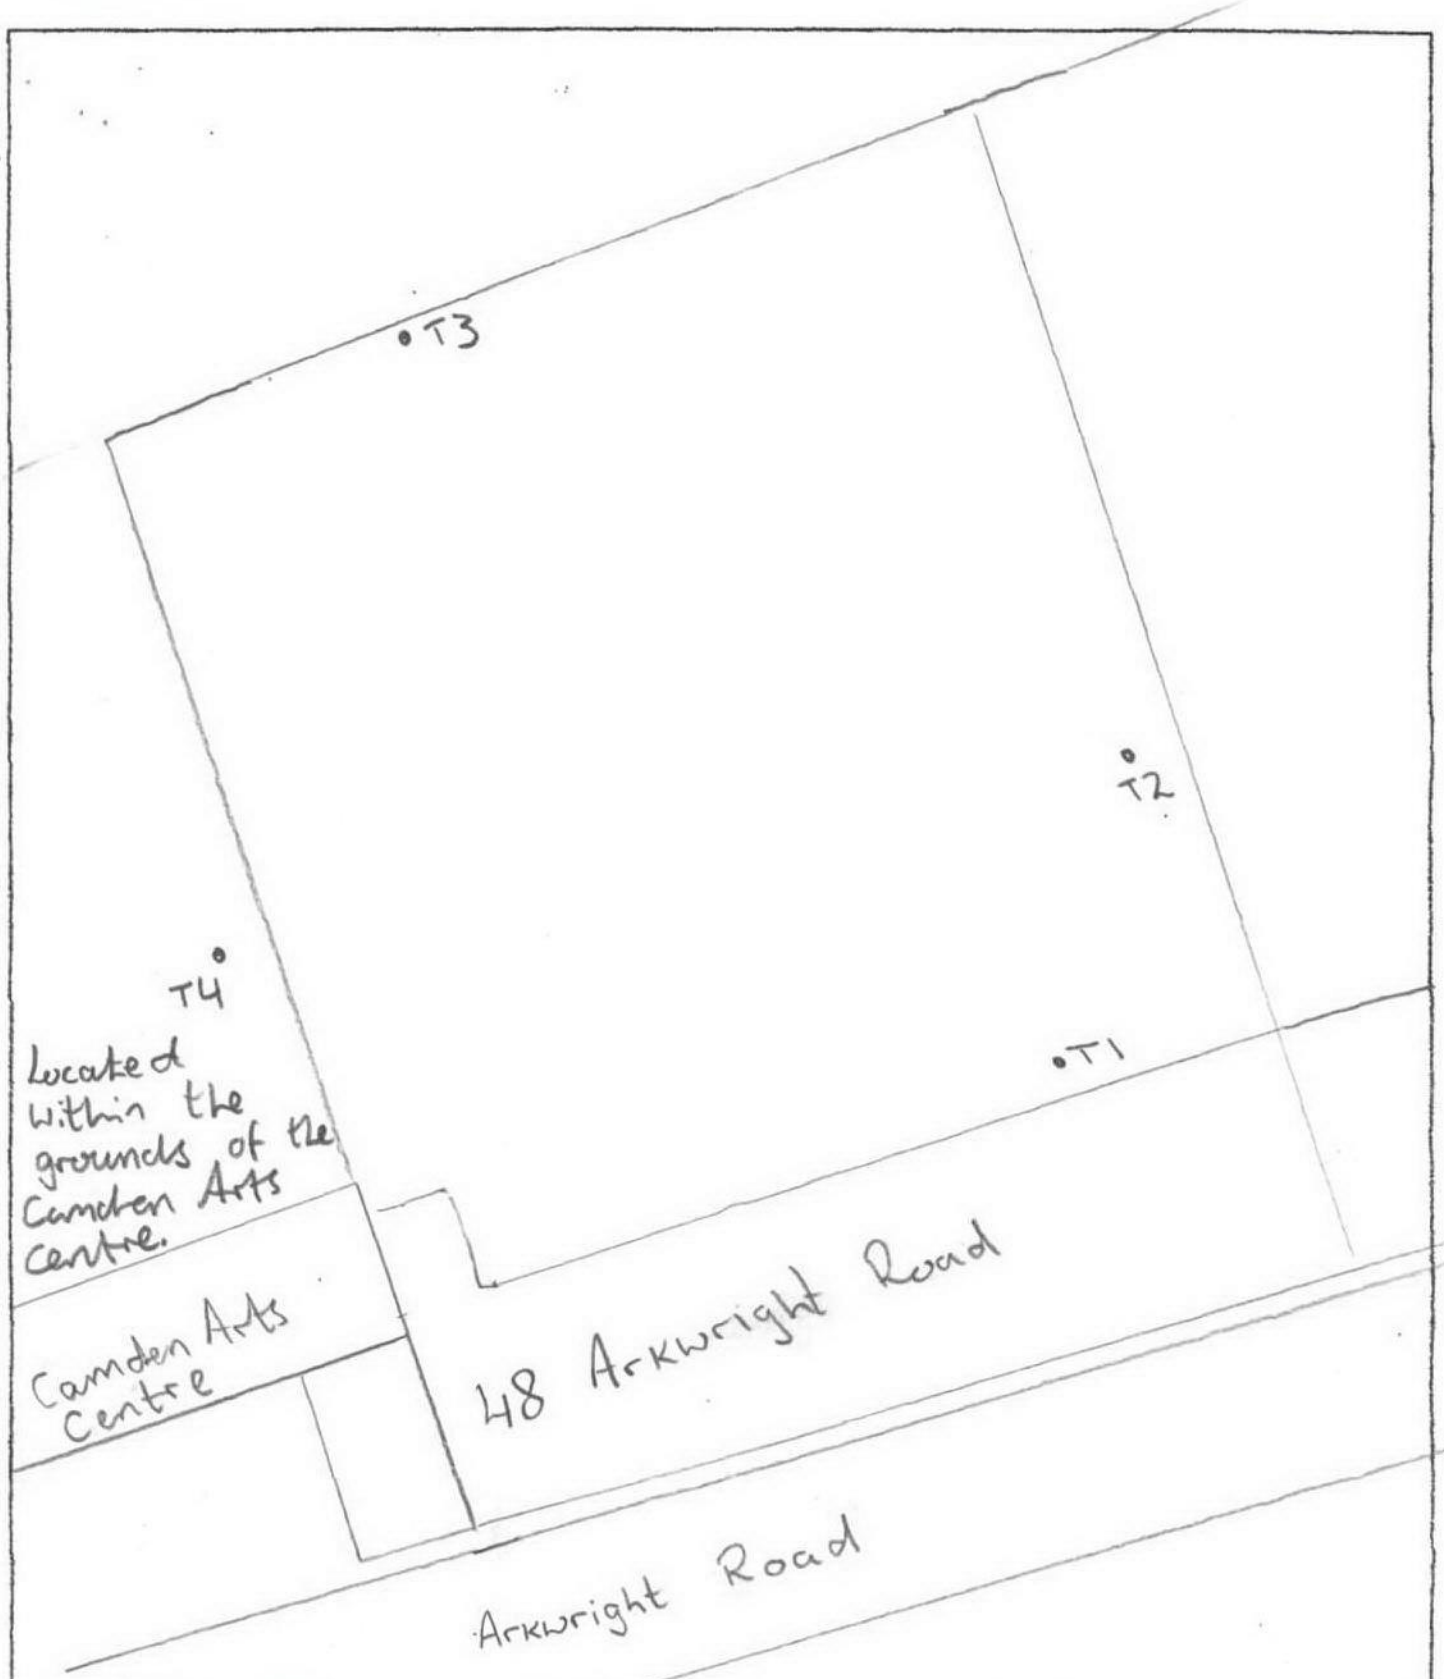 T3
T2
T4
T1
Located
within the
grounds of the
Camden Arts
Centre.
Camden Arts
Centre
48 Arkwright Road
Arkwright Road